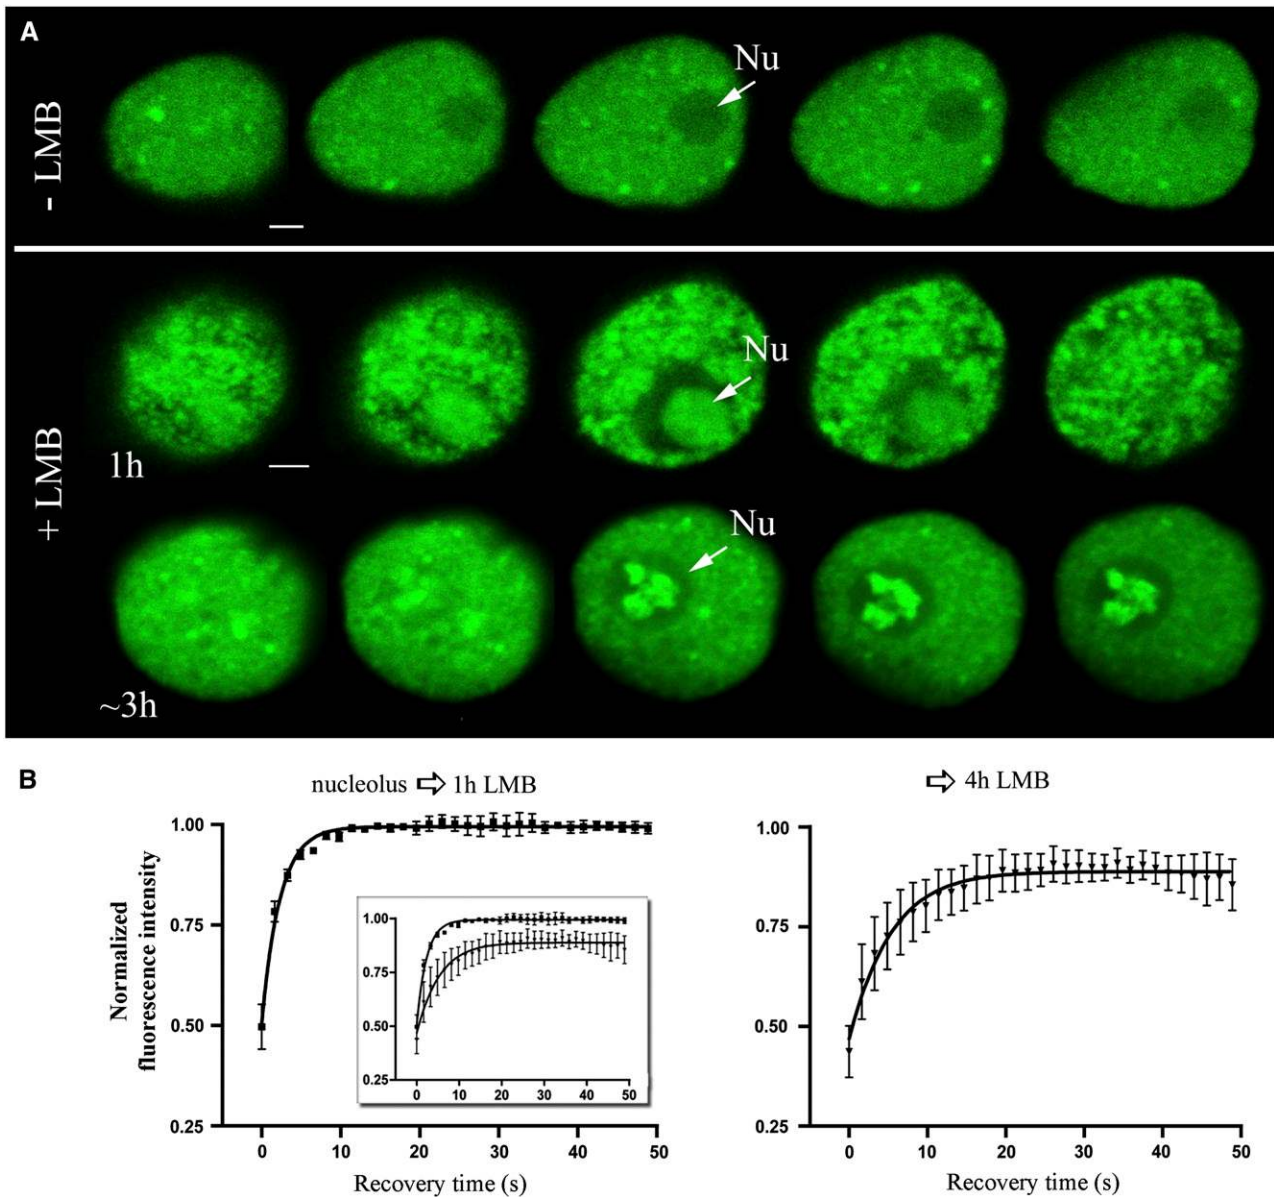 A
- LMB
Nu
+ LMB
1h
Nu
~3h
Nu
B
nucleolus ⇨ 1h LMB
Normalized
fluorescence intensity
1.00
0.75
0.50
0.25
0 10 20 30 40 50
Recovery time (s)
1.00
0.75
0.50
0.25
0 10 20 30 40 50
⇨ 4h LMB
1.00
0.75
0.50
0.25
0 10 20 30 40 50
Recovery time (s)